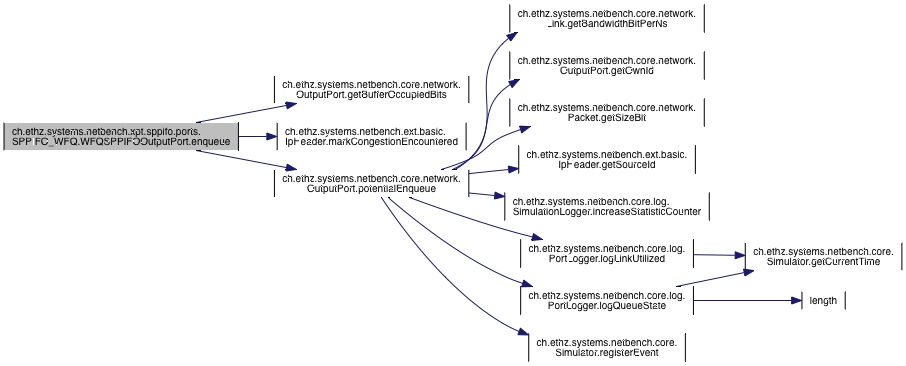 ch.ethz.systems.netbench.core.network.
Link.getBandwidthBitPerNs
ch.ethz.systems.netbench.core.network.
OutputPort.getOwnId
ch.ethz.systems.netbench.core.network.
OutputPort.getBufferOccupiedBits
ch.ethz.systems.netbench.core.network.
Packet.getSizeBit
ch.ethz.systems.netbench.xpt.sppifo.ports.
SPPIFO_WFQ.WFQSPPIFOOutputPort.enqueue
ch.ethz.systems.netbench.ext.basic.
IpHeader.markCongestionEncountered
ch.ethz.systems.netbench.ext.basic.
IpHeader.getSourceId
ch.ethz.systems.netbench.core.network.
OutputPort.potentialEnqueue
ch.ethz.systems.netbench.core.log.
SimulationLogger.increaseStatisticCounter
ch.ethz.systems.netbench.core.log.
PortLogger.logLinkUtilized
ch.ethz.systems.netbench.core.
Simulator.getCurrentTime
ch.ethz.systems.netbench.core.log.
PortLogger.logQueueState
length
ch.ethz.systems.netbench.core.
Simulator.registerEvent